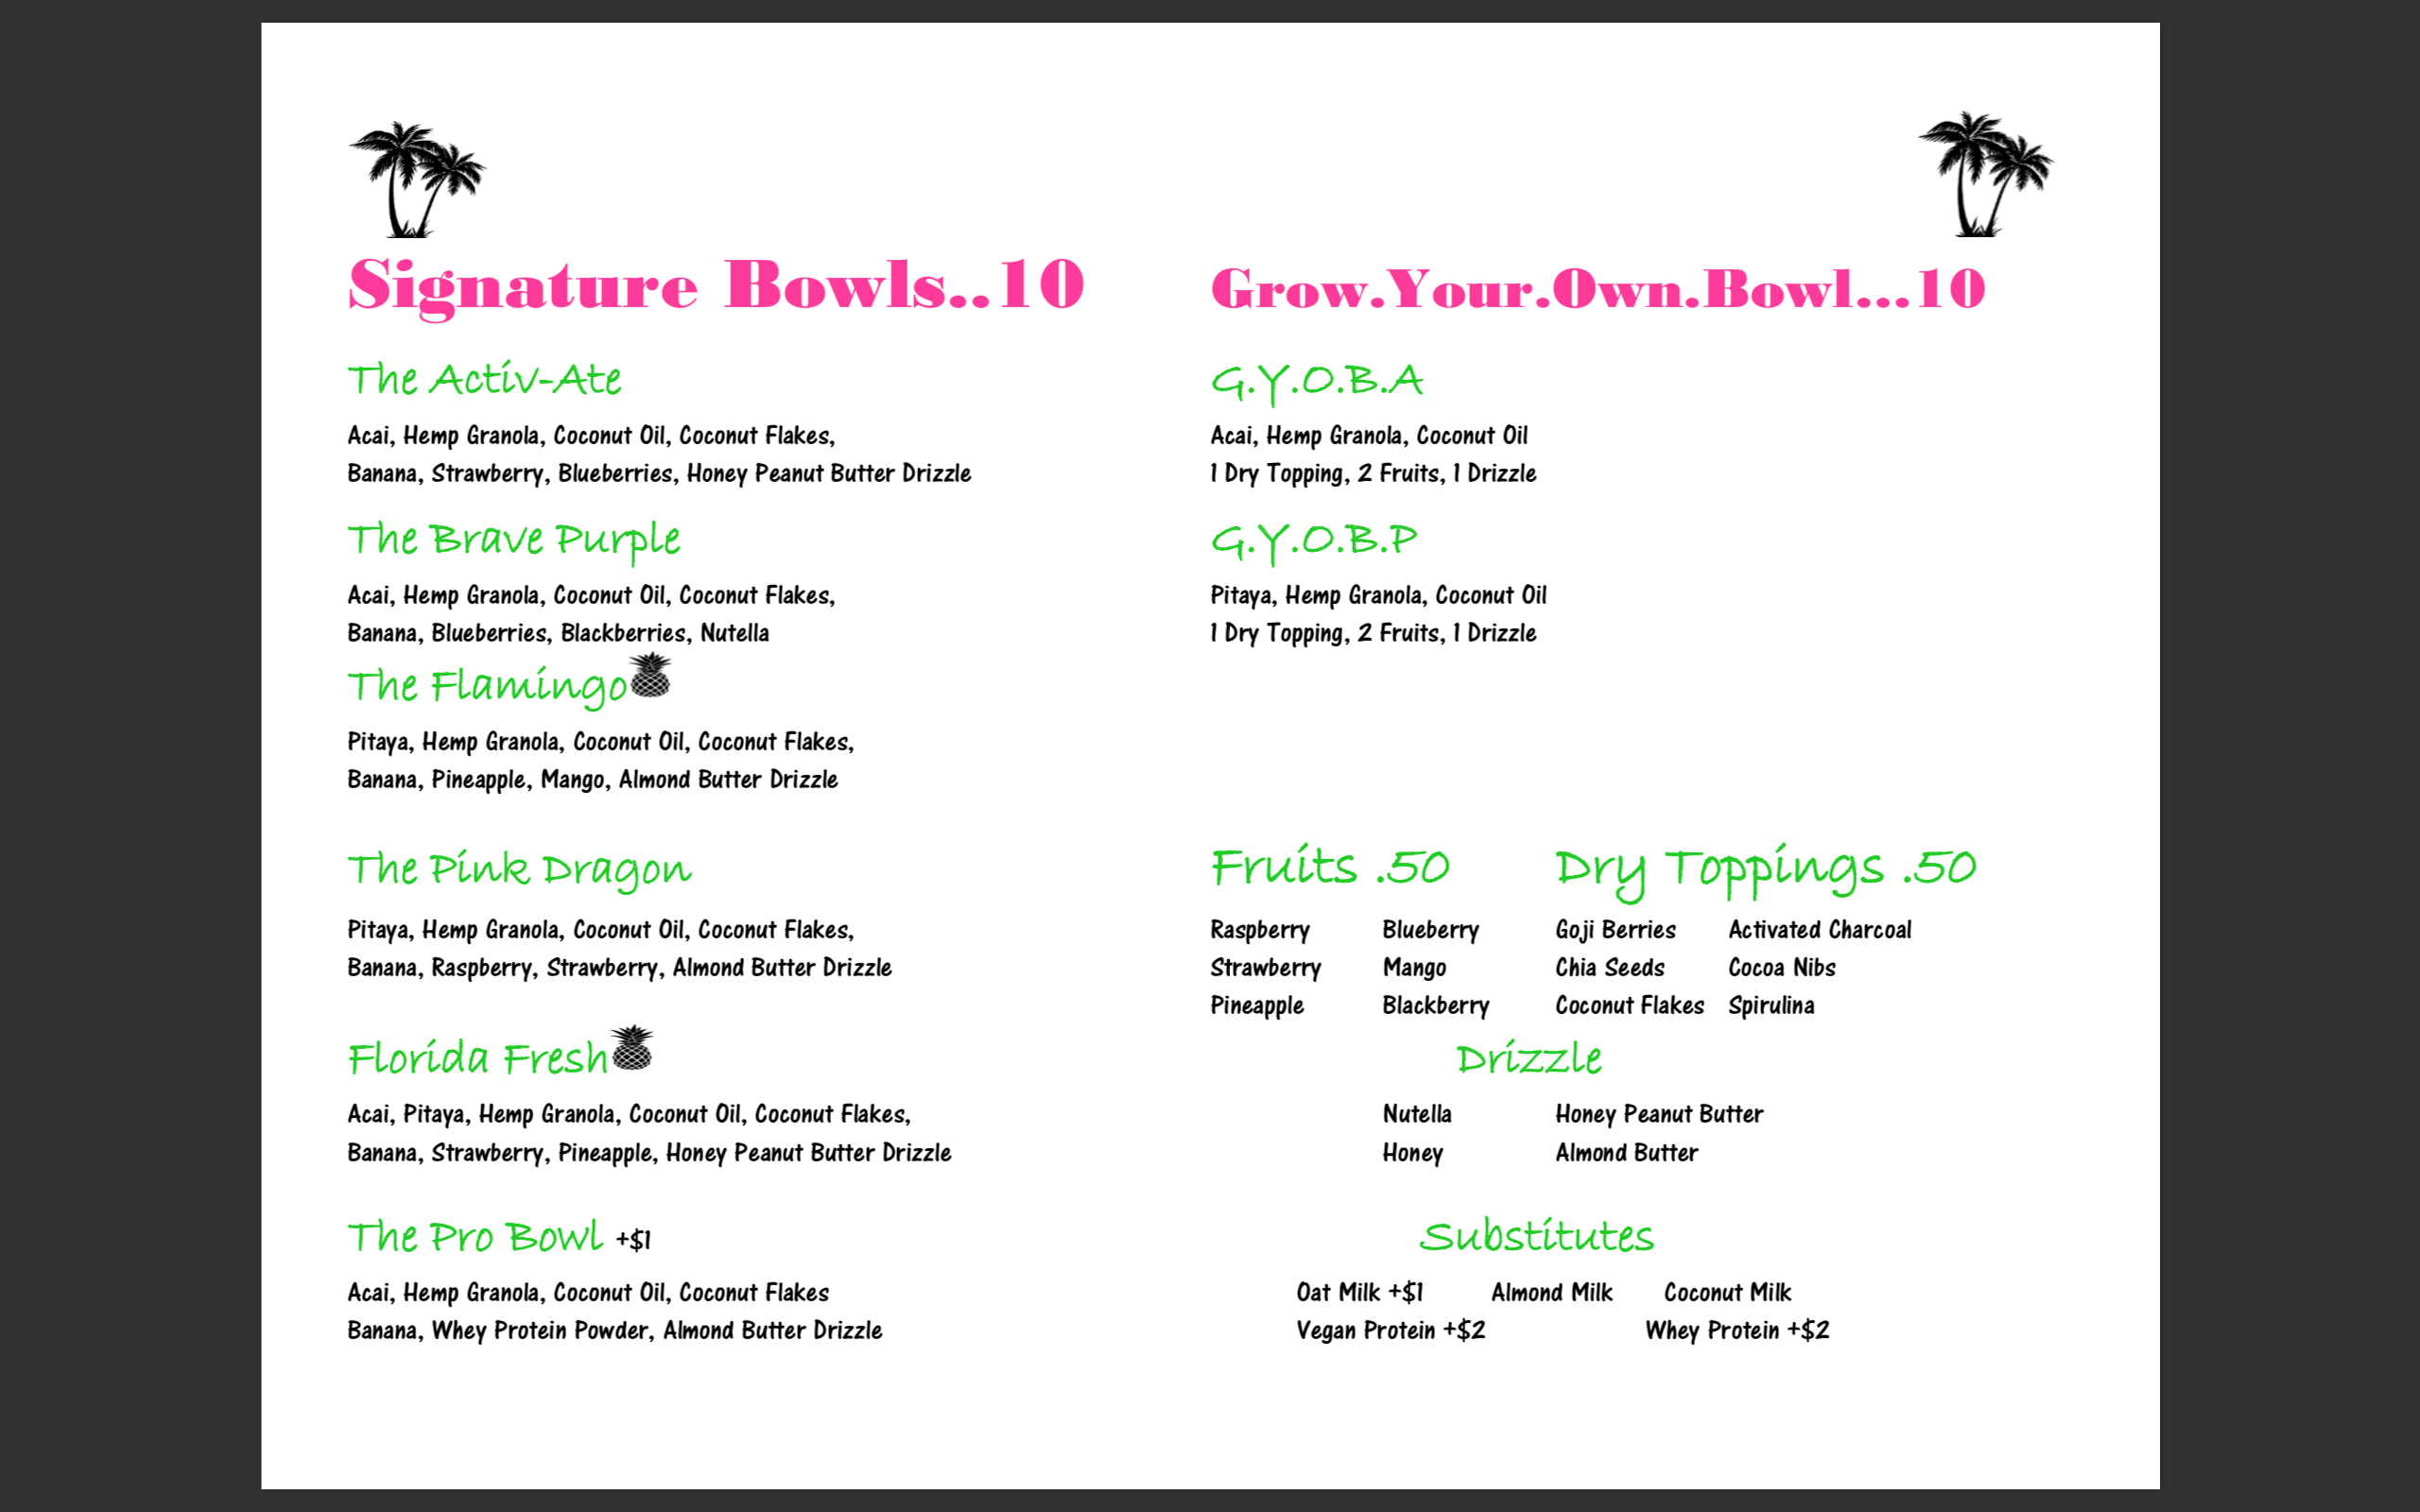 Signature Bowls..10
The Activ-Ate
Acai, Hemp Granola, Coconut Oil, Coconut Flakes,
Banana, Strawberry, Blueberries, Honey Peanut Butter Drizzle
The Brave Purple
Acai, Hemp Granola, Coconut Oil, Coconut Flakes,
Banana, Blueberries, Blackberries, Nutella
The Flamingo
Pitaya, Hemp Granola, Coconut Oil, Coconut Flakes,
Banana, Pineapple, Mango, Almond Butter Drizzle
The Pink Dragon
Pitaya, Hemp Granola, Coconut Oil, Coconut Flakes,
Banana, Raspberry, Strawberry, Almond Butter Drizzle
Florida Fresh
Acai, Pitaya, Hemp Granola, Coconut Oil, Coconut Flakes,
Banana, Strawberry, Pineapple, Honey Peanut Butter Drizzle
The Pro Bowl +$1
Acai, Hemp Granola, Coconut Oil, Coconut Flakes
Banana, Whey Protein Powder, Almond Butter Drizzle
Grow.Your.Own.Bowl...10
G.Y.O.B.A
Acai, Hemp Granola, Coconut Oil
1 Dry Topping, 2 Fruits, 1 Drizzle
G.Y.O.B.P
Pitaya, Hemp Granola, Coconut Oil
1 Dry Topping, 2 Fruits, 1 Drizzle
Fruits .50
Raspberry Blueberry
Strawberry Mango
Pineapple Blackberry
Dry Toppings .50
Goji Berries Activated Charcoal
Chia Seeds Cocoa Nibs
Coconut Flakes Spirulina
Drizzle
Nutella Honey Peanut Butter
Honey Almond Butter
Substitutes
Oat Milk +$1 Almond Milk Coconut Milk
Vegan Protein +$2 Whey Protein +$2